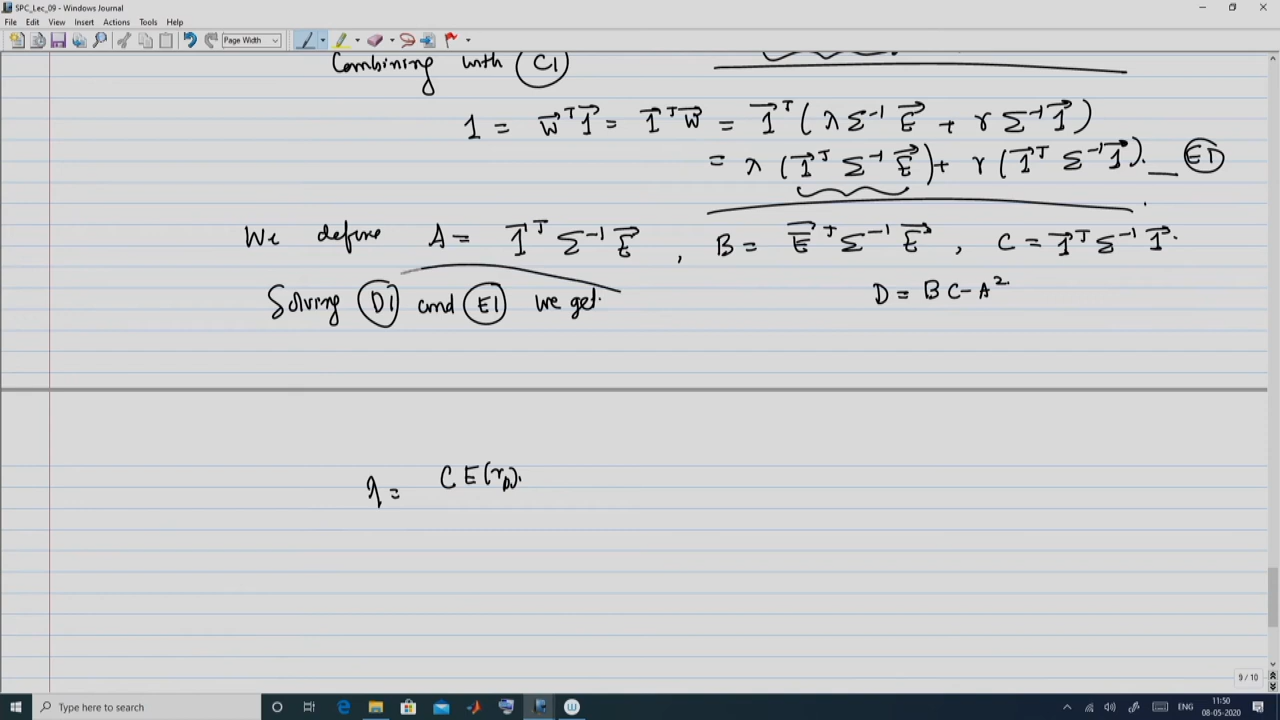 SPC_Lec_09 - Windows Journal
File Edit View Insert Actions Tools Help
Page Width
Combining with (C1)
1 = w⃗ᵀ1⃗ = 1⃗ᵀw⃗ = 1⃗ᵀ(λ Σ⁻¹ E⃗ + γ Σ⁻¹ 1⃗)
= λ (1⃗ᵀ Σ⁻¹ E⃗) + γ (1⃗ᵀ Σ⁻¹ 1⃗). __ (E1)
We define A = 1⃗ᵀ Σ⁻¹ E⃗ , B = E⃗ᵀ Σ⁻¹ E⃗ , C = 1⃗ᵀ Σ⁻¹ 1⃗.
D = BC - A²
Solving (D1) and (E1) we get.
λ = C E(r_p).
9 / 10
Type here to search
ENG
11:50
08-05-2020